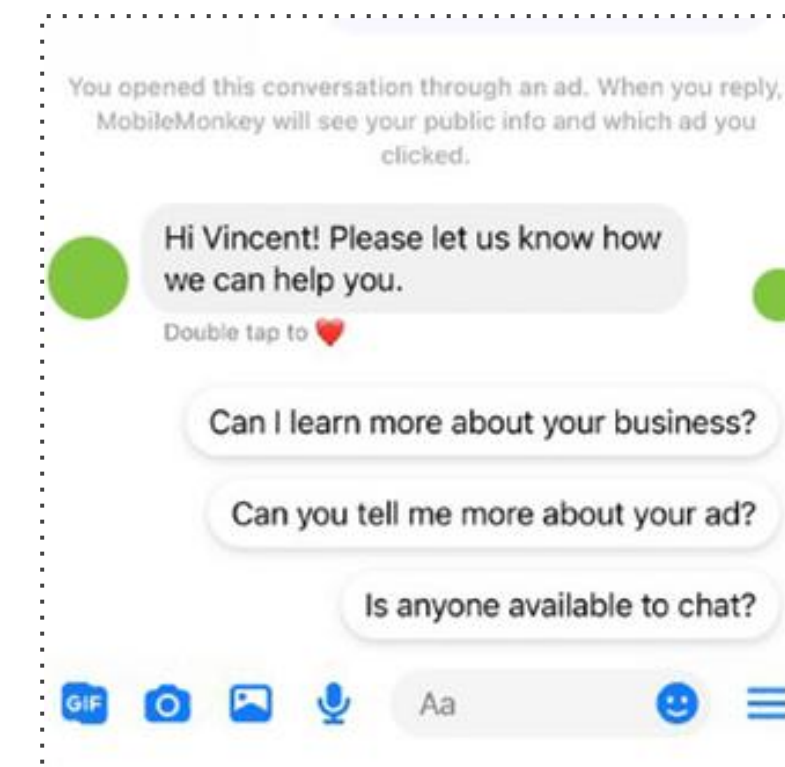 You opened this conversation through an ad. When you reply,
MobileMonkey will see your public info and which ad you
clicked.
Hi Vincent! Please let us know how
we can help you.
Double tap to ❤️
Can I learn more about your business?
Can you tell me more about your ad?
Is anyone available to chat?
GIF
Aa